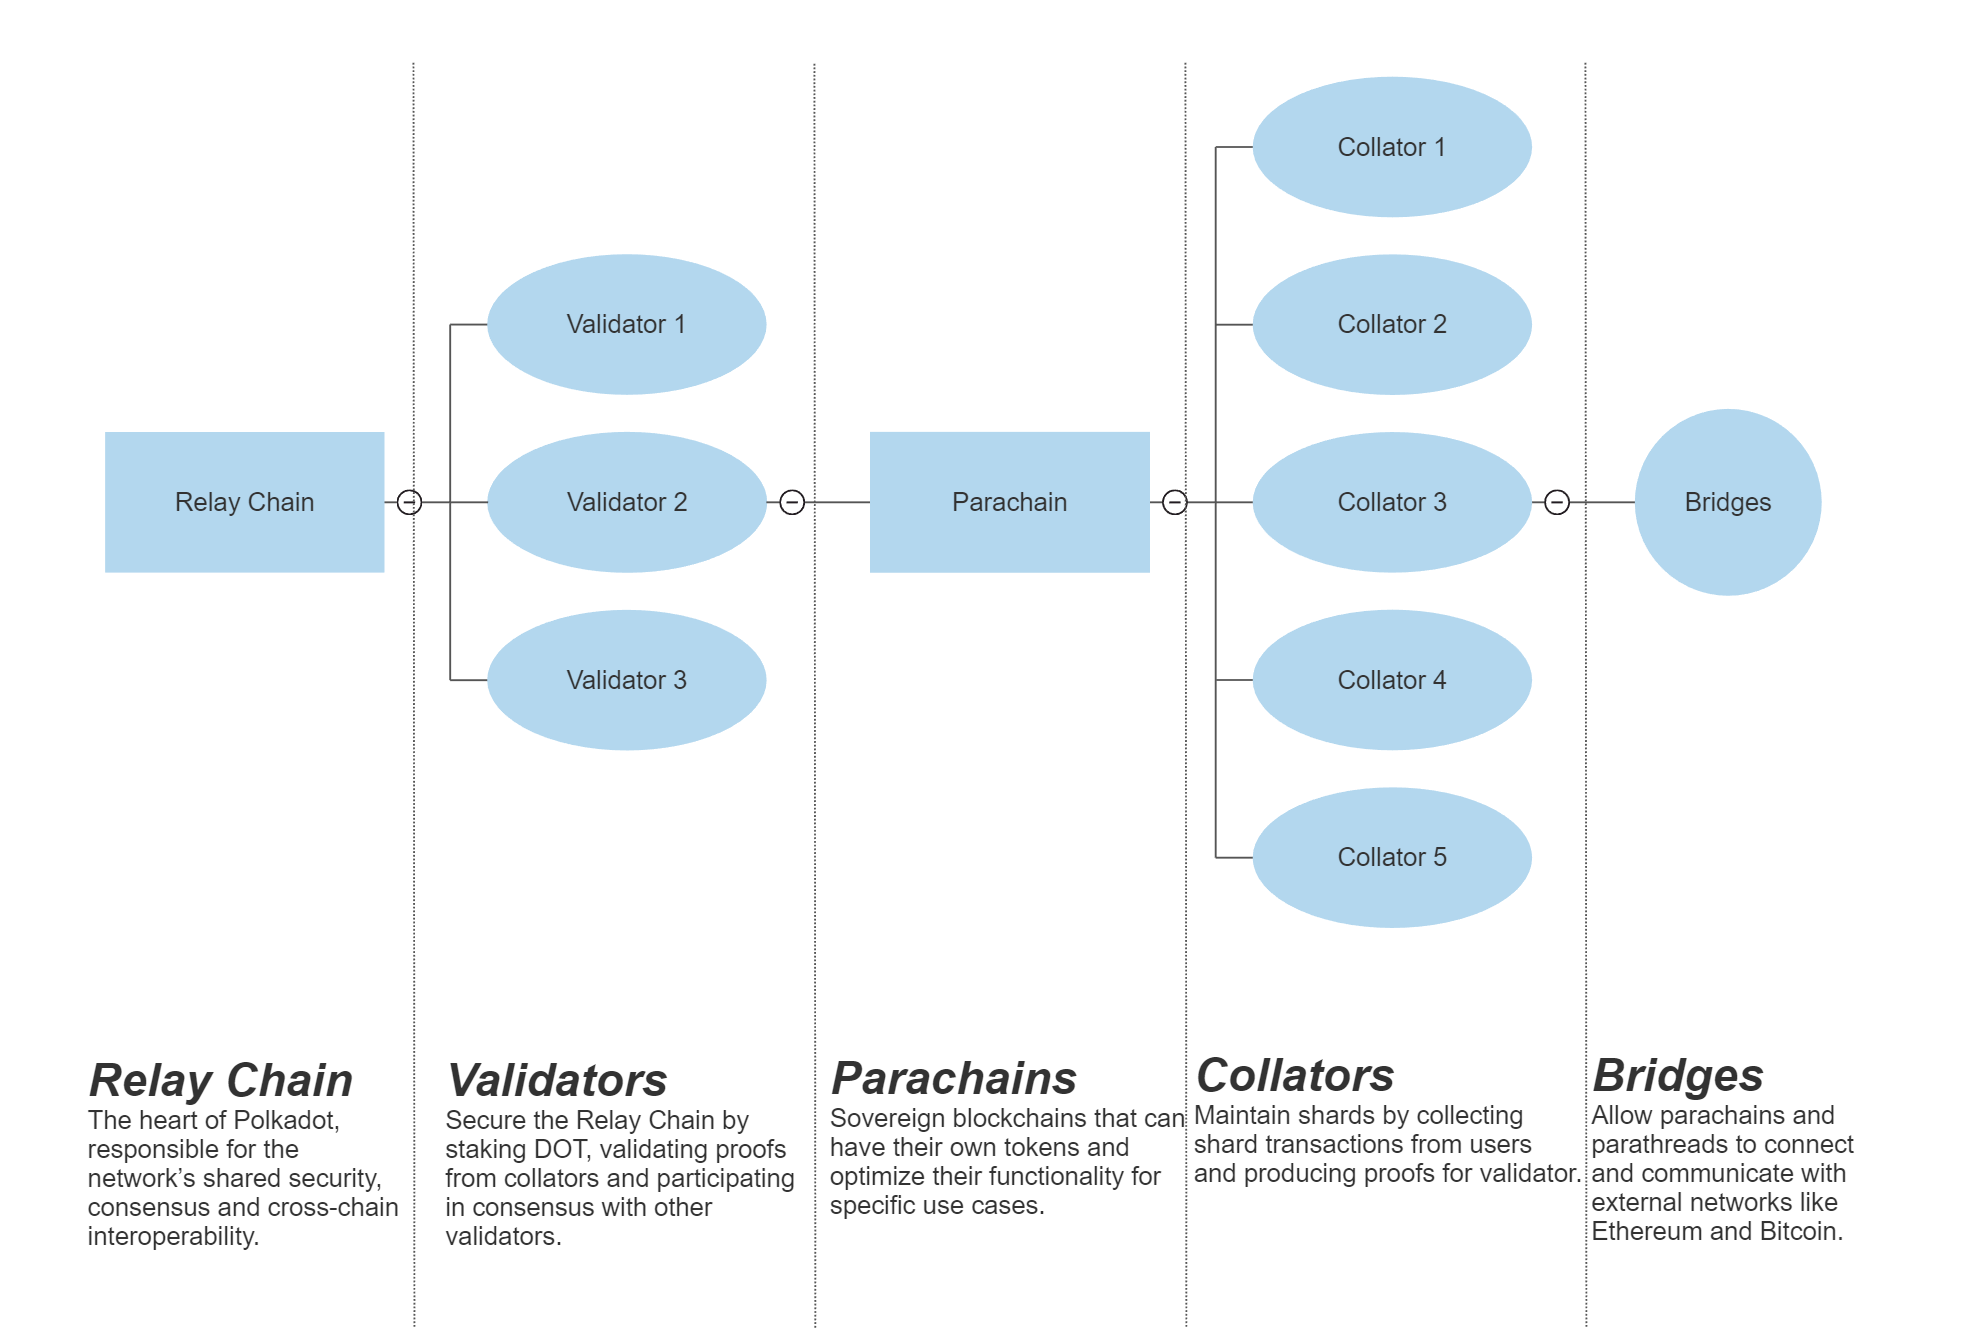 Relay Chain
Validator 1
Validator 2
Validator 3
Parachain
Collator 1
Collator 2
Collator 3
Collator 4
Collator 5
Bridges
Relay Chain
The heart of Polkadot,
responsible for the
network’s shared security,
consensus and cross-chain
interoperability.
Validators
Secure the Relay Chain by
staking DOT, validating proofs
from collators and participating
in consensus with other
validators.
Parachains
Sovereign blockchains that can
have their own tokens and
optimize their functionality for
specific use cases.
Collators
Maintain shards by collecting
shard transactions from users
and producing proofs for validator.
Bridges
Allow parachains and
parathreads to connect
and communicate with
external networks like
Ethereum and Bitcoin.